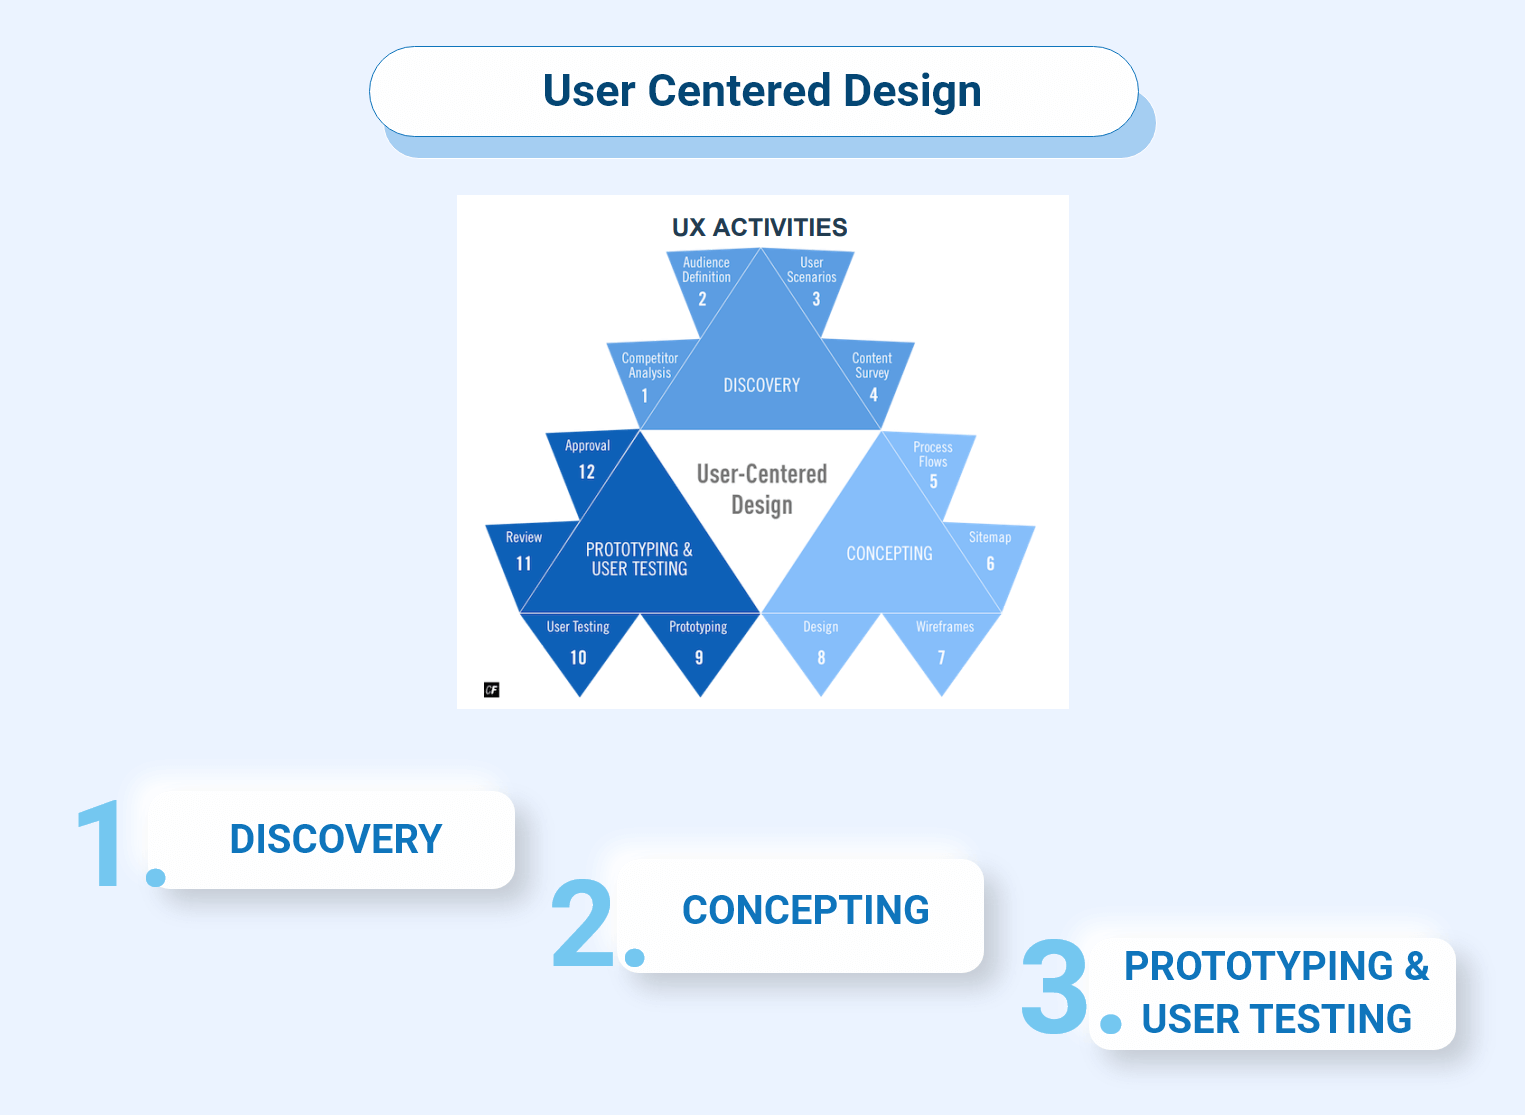 User Centered Design
UX ACTIVITIES
Audience
Definition
2
User
Scenarios
3
Competitor
Analysis
1
Content
Survey
4
DISCOVERY
Approval
12
User-Centered
Design
Process
Flows
5
Review
11
PROTOTYPING &
USER TESTING
CONCEPTING
Sitemap
6
User Testing
10
Prototyping
9
Design
8
Wireframes
7
CF
1.
DISCOVERY
2.
CONCEPTING
3.
PROTOTYPING &
USER TESTING